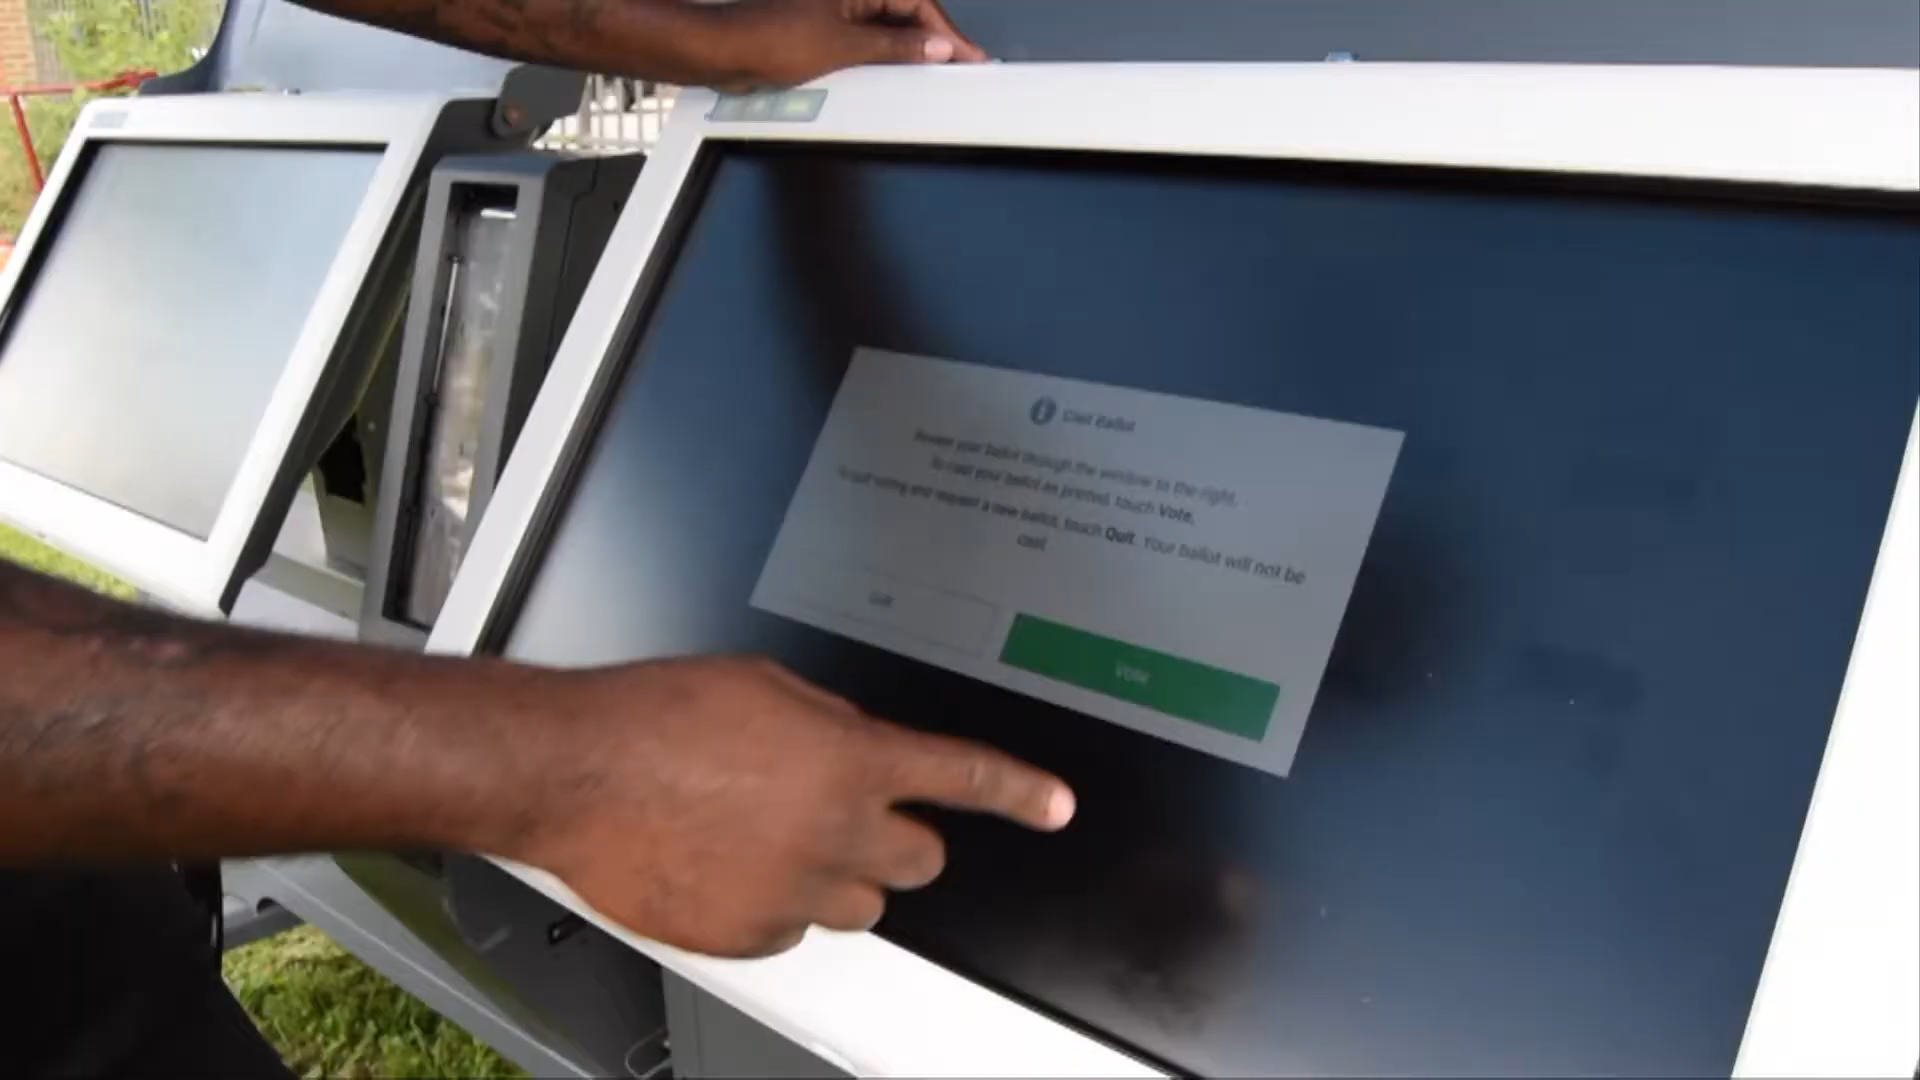 Cast Ballot
Review your ballot through the window to the right.
To cast your ballot as printed, touch Vote.
To quit voting and request a new ballot, touch Quit. Your ballot will not be
cast
Quit
Vote